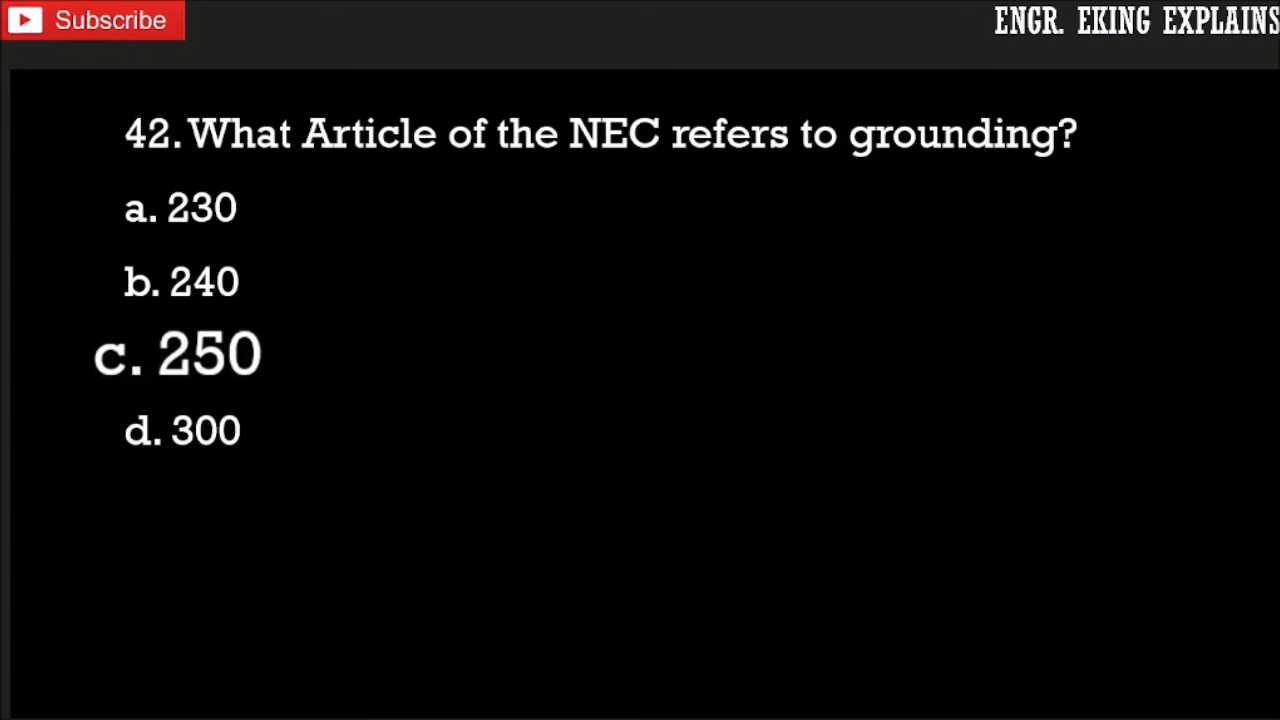 Subscribe
ENGR. EKING EXPLAINS
42. What Article of the NEC refers to grounding?
a. 230
b. 240
c. 250
d. 300